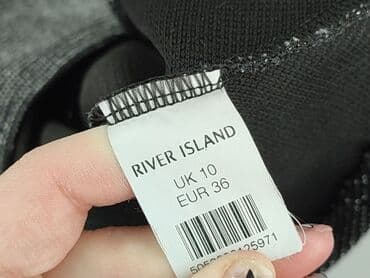 RIVER ISLAND
UK 10
EUR 36